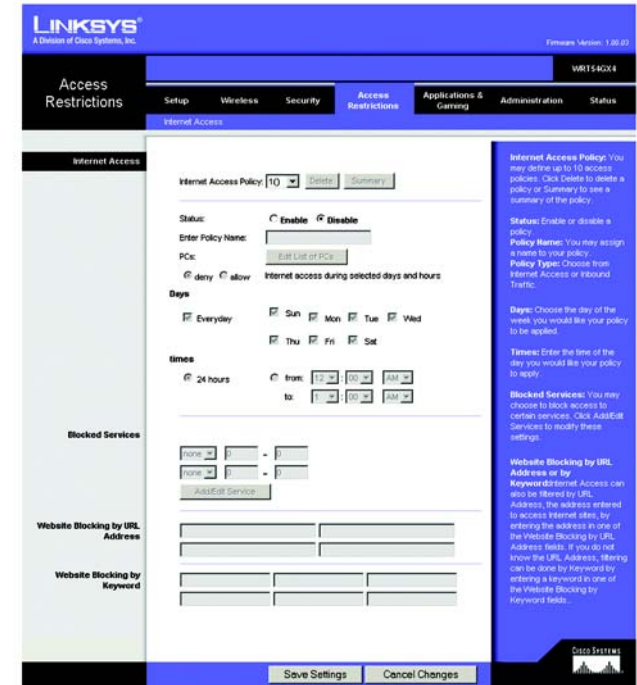 LINKSYS®
A Division of Cisco Systems, Inc.
Firmware Version: 1.00.03
WRT54GX4
Access Restrictions
Setup
Wireless
Security
Access Restrictions
Applications & Gaming
Administration
Status
Internet Access
Internet Access
Internet Access Policy: 10 Delete Summary
Status: Enable Disable
Enter Policy Name:
PCs: Edit List of PCs
deny allow Internet access during selected days and hours
Days
Everyday Sun Mon Tue Wed
Thu Fri Sat
times
24 hours from: 12 : 00 AM
to: 1 : 00 AM
Blocked Services
none 0 - 0
none 0 - 0
Add/Edit Service
Website Blocking by URL
Address
Website Blocking by
Keyword
Internet Access Policy: You
may define up to 10 access
policies. Click Delete to delete a
policy or Summary to see a
summary of the policy.
Status: Enable or disable a
policy.
Policy Name: You may assign
a name to your policy.
Policy Type: Choose from
Internet Access or Inbound
Traffic.
Days: Choose the day of the
week you would like your policy
to be applied.
Times: Enter the time of the
day you would like your policy
to apply.
Blocked Services: You may
choose to block access to
certain services. Click Add/Edit
Services to modify these
settings.
Website Blocking by URL
Address or by
KeywordInternet Access can
also be filtered by URL
Address, the address entered
to access Internet sites, by
entering the address in one of
the Website Blocking by URL
Address fields. If you do not
know the URL Address, filtering
can be done by Keyword by
entering a keyword in one of
the Website Blocking by
Keyword fields..
Save Settings
Cancel Changes
CISCO SYSTEMS